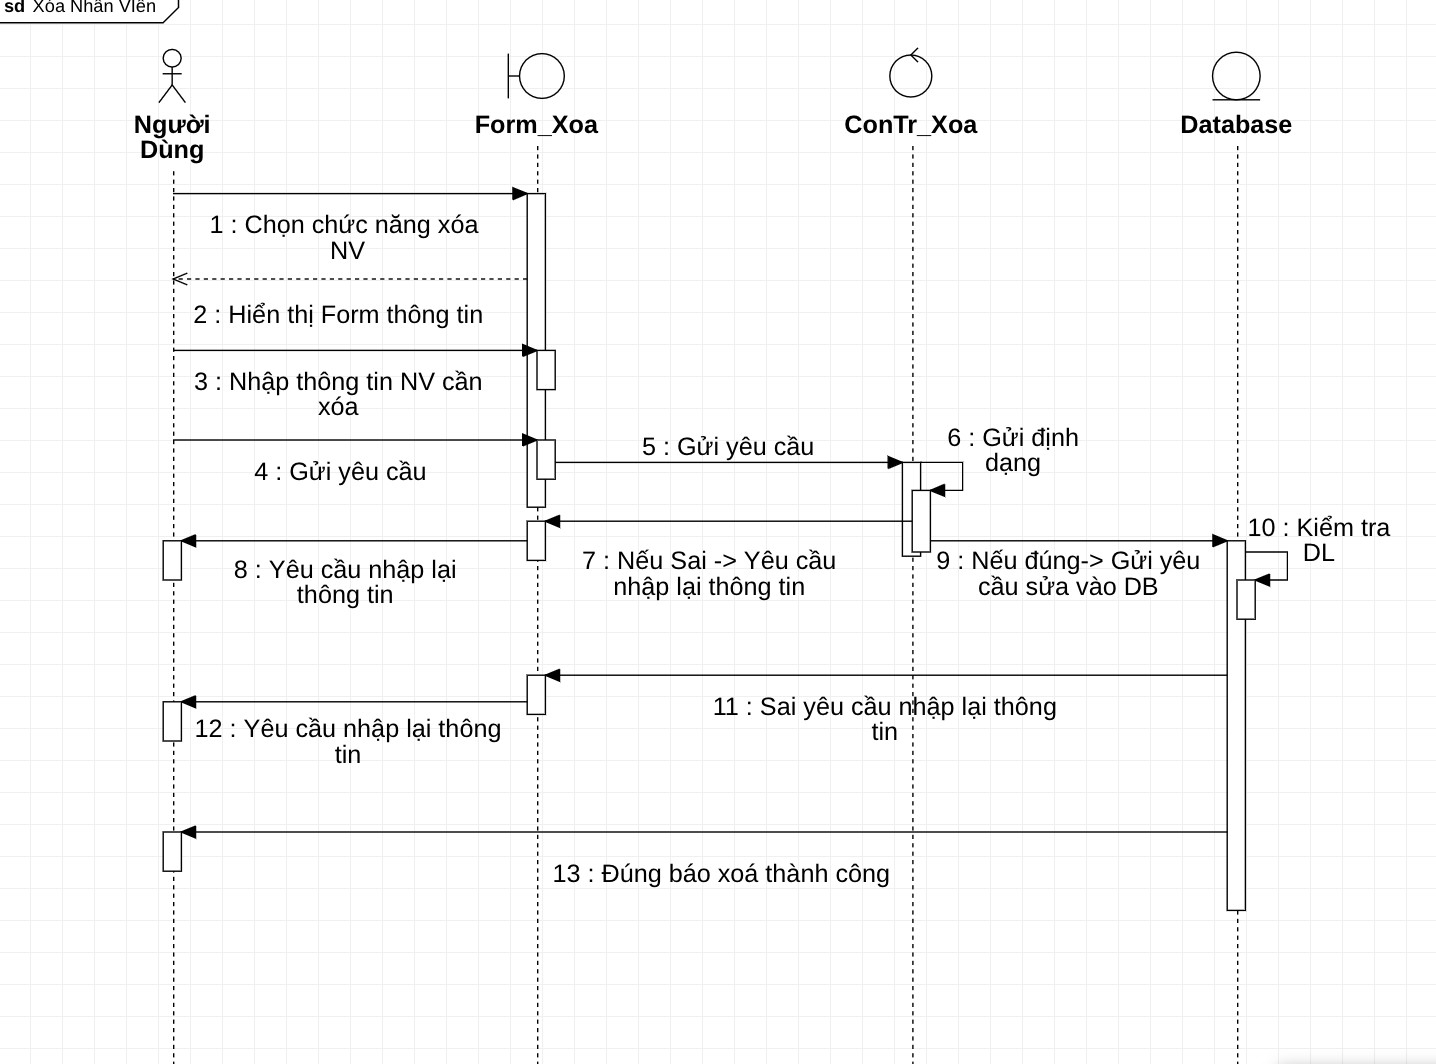 sd Xóa Nhân Viên
Người
Dùng
Form_Xoa
ConTr_Xoa
Database
1 : Chọn chức năng xóa
NV
2 : Hiển thị Form thông tin
3 : Nhập thông tin NV cần
xóa
4 : Gửi yêu cầu
5 : Gửi yêu cầu
6 : Gửi định
dạng
7 : Nếu Sai -> Yêu cầu
nhập lại thông tin
8 : Yêu cầu nhập lại
thông tin
9 : Nếu đúng-> Gửi yêu
cầu sửa vào DB
10 : Kiểm tra
DL
11 : Sai yêu cầu nhập lại thông
tin
12 : Yêu cầu nhập lại thông
tin
13 : Đúng báo xoá thành công